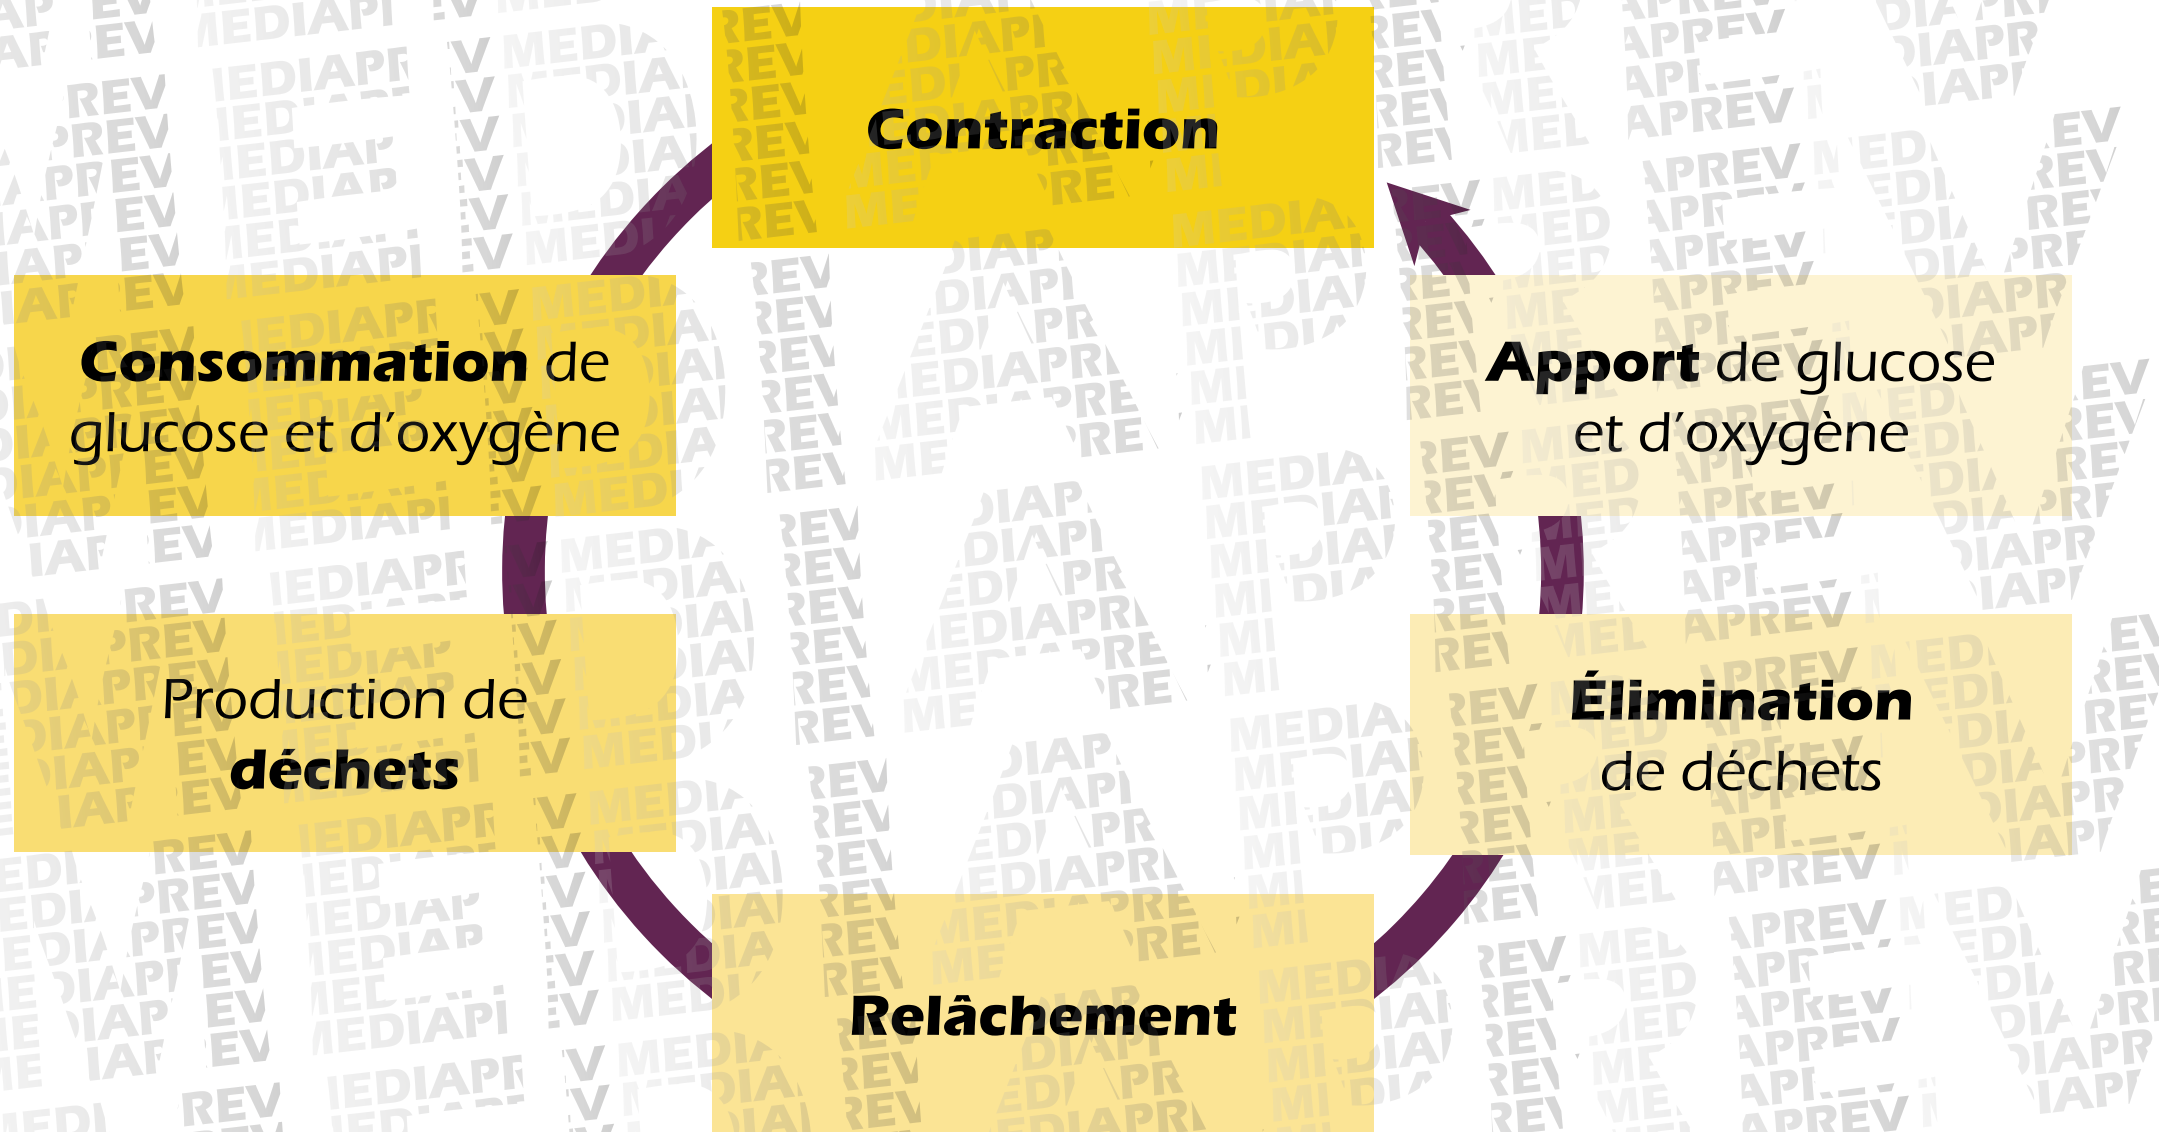 Contraction
Consommation de
glucose et d'oxygène
Production de
déchets
Relâchement
Élimination
de déchets
Apport de glucose
et d'oxygène